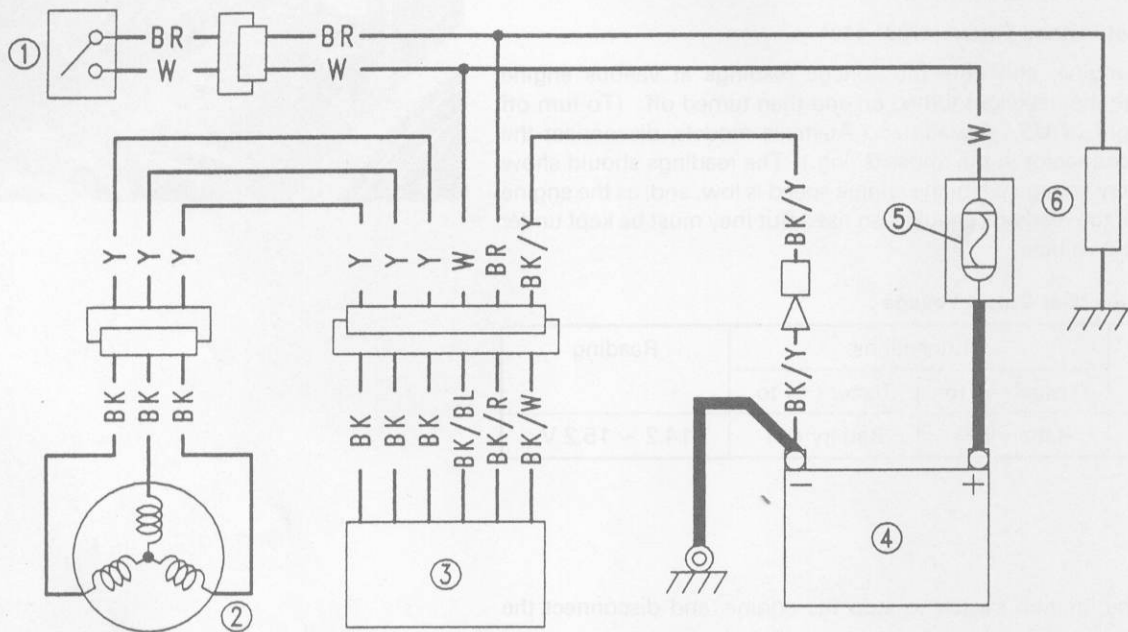 ① BR BR
W W
W
BK/Y
⑤ ⑥
Y Y Y Y Y Y W BR BK/Y
BK BK BK BK BK BK BK/BL BK/R BK/W BK/Y
− +
② ③ ④